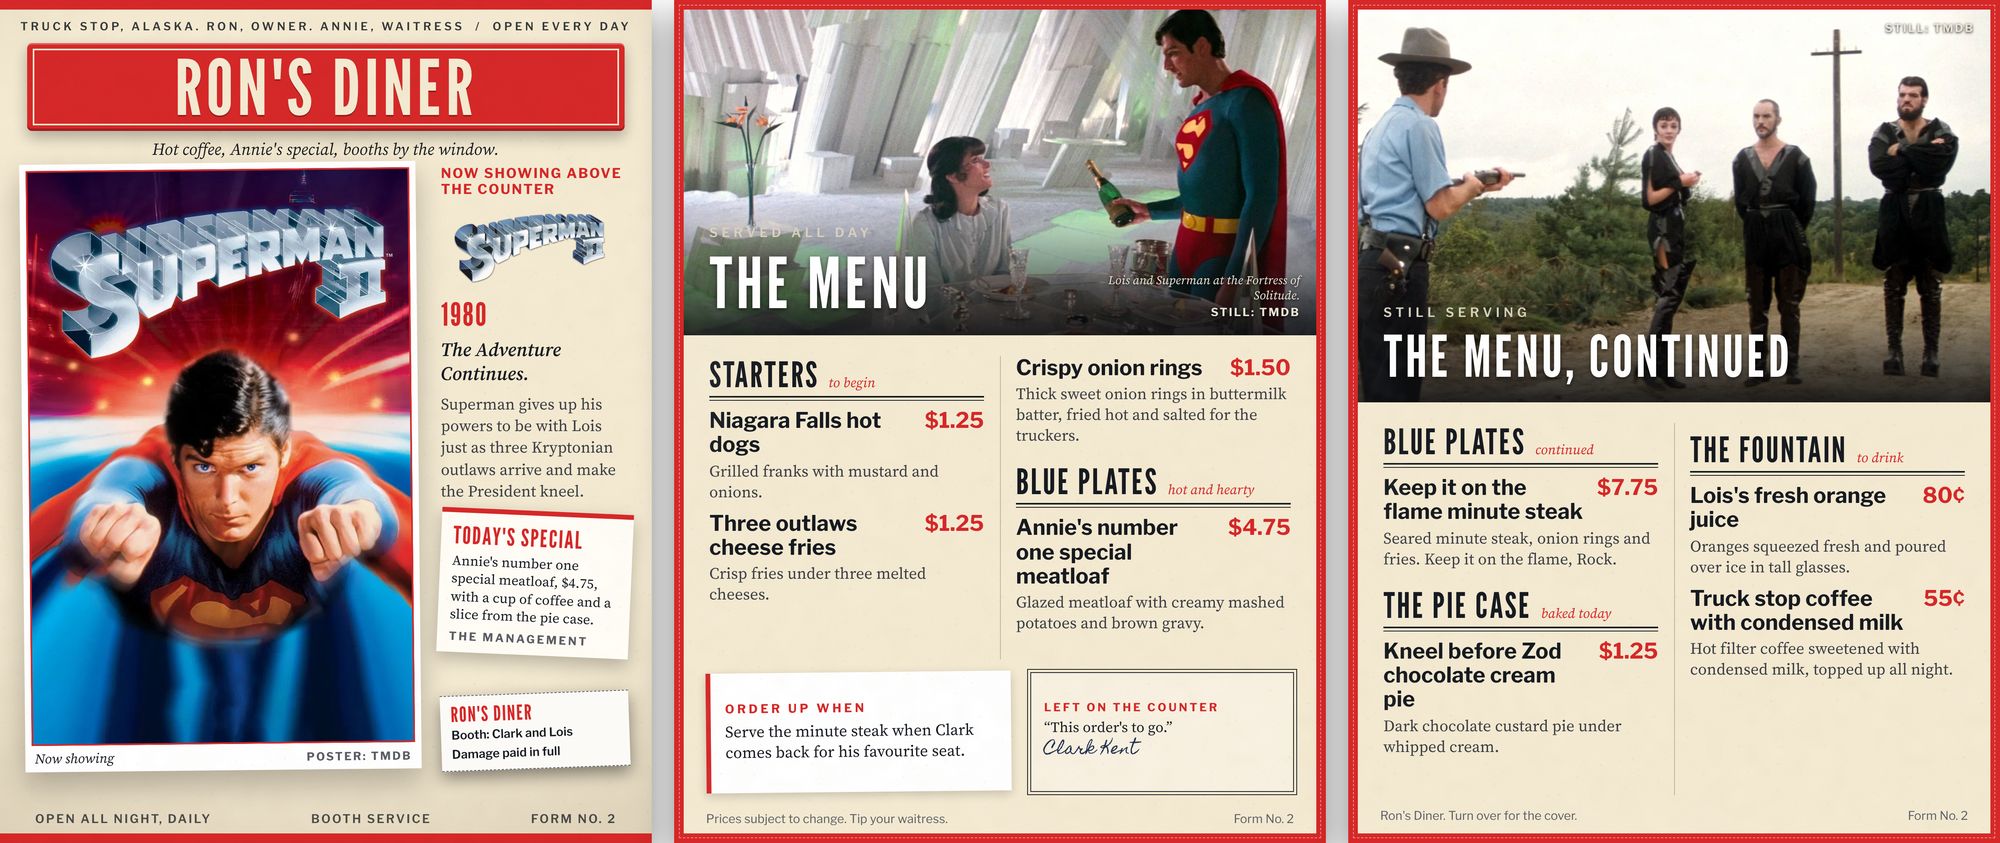 TRUCK STOP, ALASKA. RON, OWNER. ANNIE, WAITRESS / OPEN EVERY DAY
RON'S DINER
Hot coffee, Annie's special, booths by the window.
SUPERMAN II
™
Now showing
POSTER: TMDB
NOW SHOWING ABOVE
THE COUNTER
SUPERMAN II
1980
The Adventure
Continues.
Superman gives up his
powers to be with Lois
just as three Kryptonian
outlaws arrive and make
the President kneel.
TODAY'S SPECIAL
Annie's number one
special meatloaf, $4.75,
with a cup of coffee and a
slice from the pie case.
THE MANAGEMENT
RON'S DINER
Booth: Clark and Lois
Damage paid in full
OPEN ALL NIGHT, DAILY
BOOTH SERVICE
FORM NO. 2
SERVED ALL DAY
THE MENU
Lois and Superman at the Fortress of
Solitude.
STILL: TMDB
STARTERS to begin
Niagara Falls hot $1.25
dogs
Grilled franks with mustard and
onions.
Three outlaws $1.25
cheese fries
Crisp fries under three melted
cheeses.
Crispy onion rings $1.50
Thick sweet onion rings in buttermilk
batter, fried hot and salted for the
truckers.
BLUE PLATES hot and hearty
Annie's number $4.75
one special
meatloaf
Glazed meatloaf with creamy mashed
potatoes and brown gravy.
ORDER UP WHEN
Serve the minute steak when Clark
comes back for his favourite seat.
LEFT ON THE COUNTER
“This order's to go.”
Clark Kent
Prices subject to change. Tip your waitress.
Form No. 2
STILL: TMDB
STILL SERVING
THE MENU, CONTINUED
BLUE PLATES continued
Keep it on the $7.75
flame minute steak
Seared minute steak, onion rings and
fries. Keep it on the flame, Rock.
THE PIE CASE baked today
Kneel before Zod $1.25
chocolate cream
pie
Dark chocolate custard pie under
whipped cream.
THE FOUNTAIN to drink
Lois's fresh orange 80¢
juice
Oranges squeezed fresh and poured
over ice in tall glasses.
Truck stop coffee 55¢
with condensed milk
Hot filter coffee sweetened with
condensed milk, topped up all night.
Ron's Diner. Turn over for the cover.
Form No. 2